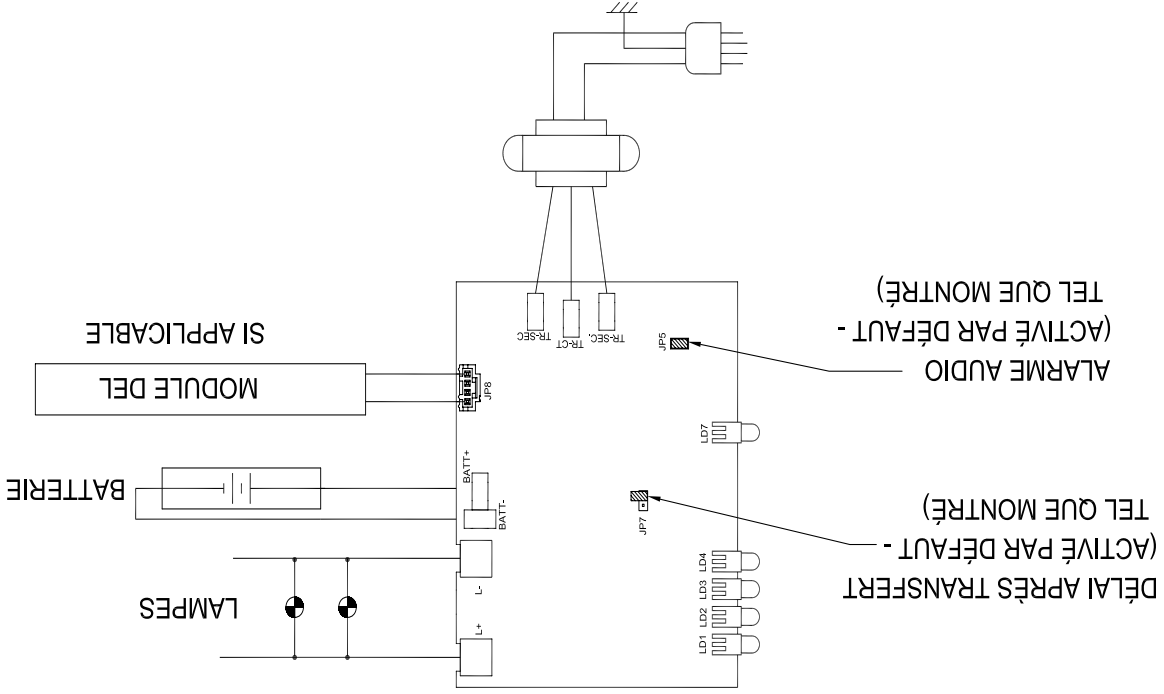 DÉLAI APRÈS TRANSFERT
(ACTIVÉ PAR DÉFAUT -
TEL QUE MONTRÉ)
ALARME AUDIO
(ACTIVÉ PAR DÉFAUT -
TEL QUE MONTRÉ)
LD1
LD2
LD3
LD4
LD7
JP7
JP5
L+
L-
BATT-
BATT+
JP8
TR-SEC.
TR-CT
TR-SEC
LAMPES
BATTERIE
MODULE DEL
SI APPLICABLE